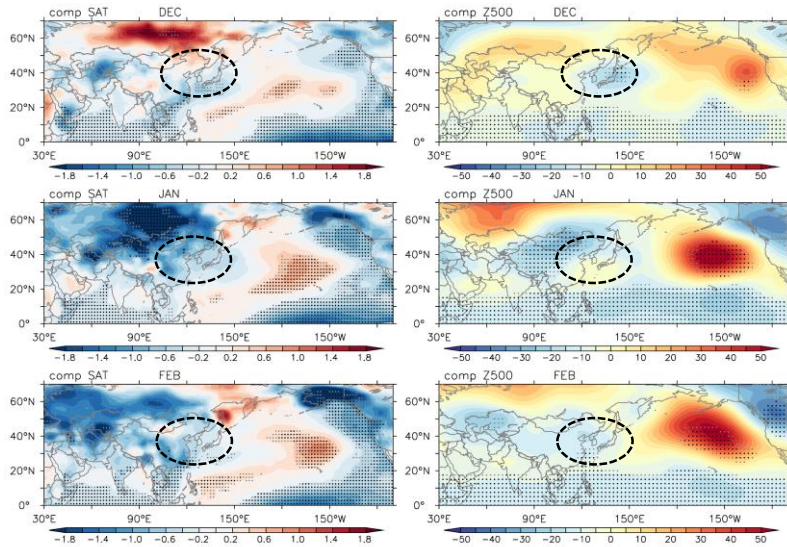 comp SAT DEC
comp Z500 DEC
60°N
40°N
20°N
0°
30°E 90°E 150°E 150°W
−1.8 −1.4 −1.0 −0.6 −0.2 0.2 0.6 1.0 1.4 1.8
60°N
40°N
20°N
0°
30°E 90°E 150°E 150°W
−50 −40 −30 −20 −10 0 10 20 30 40 50
comp SAT JAN
comp Z500 JAN
60°N
40°N
20°N
0°
30°E 90°E 150°E 150°W
−1.8 −1.4 −1.0 −0.6 −0.2 0.2 0.6 1.0 1.4 1.8
60°N
40°N
20°N
0°
30°E 90°E 150°E 150°W
−50 −40 −30 −20 −10 0 10 20 30 40 50
comp SAT FEB
comp Z500 FEB
60°N
40°N
20°N
0°
30°E 90°E 150°E 150°W
−1.8 −1.4 −1.0 −0.6 −0.2 0.2 0.6 1.0 1.4 1.8
60°N
40°N
20°N
0°
30°E 90°E 150°E 150°W
−50 −40 −30 −20 −10 0 10 20 30 40 50